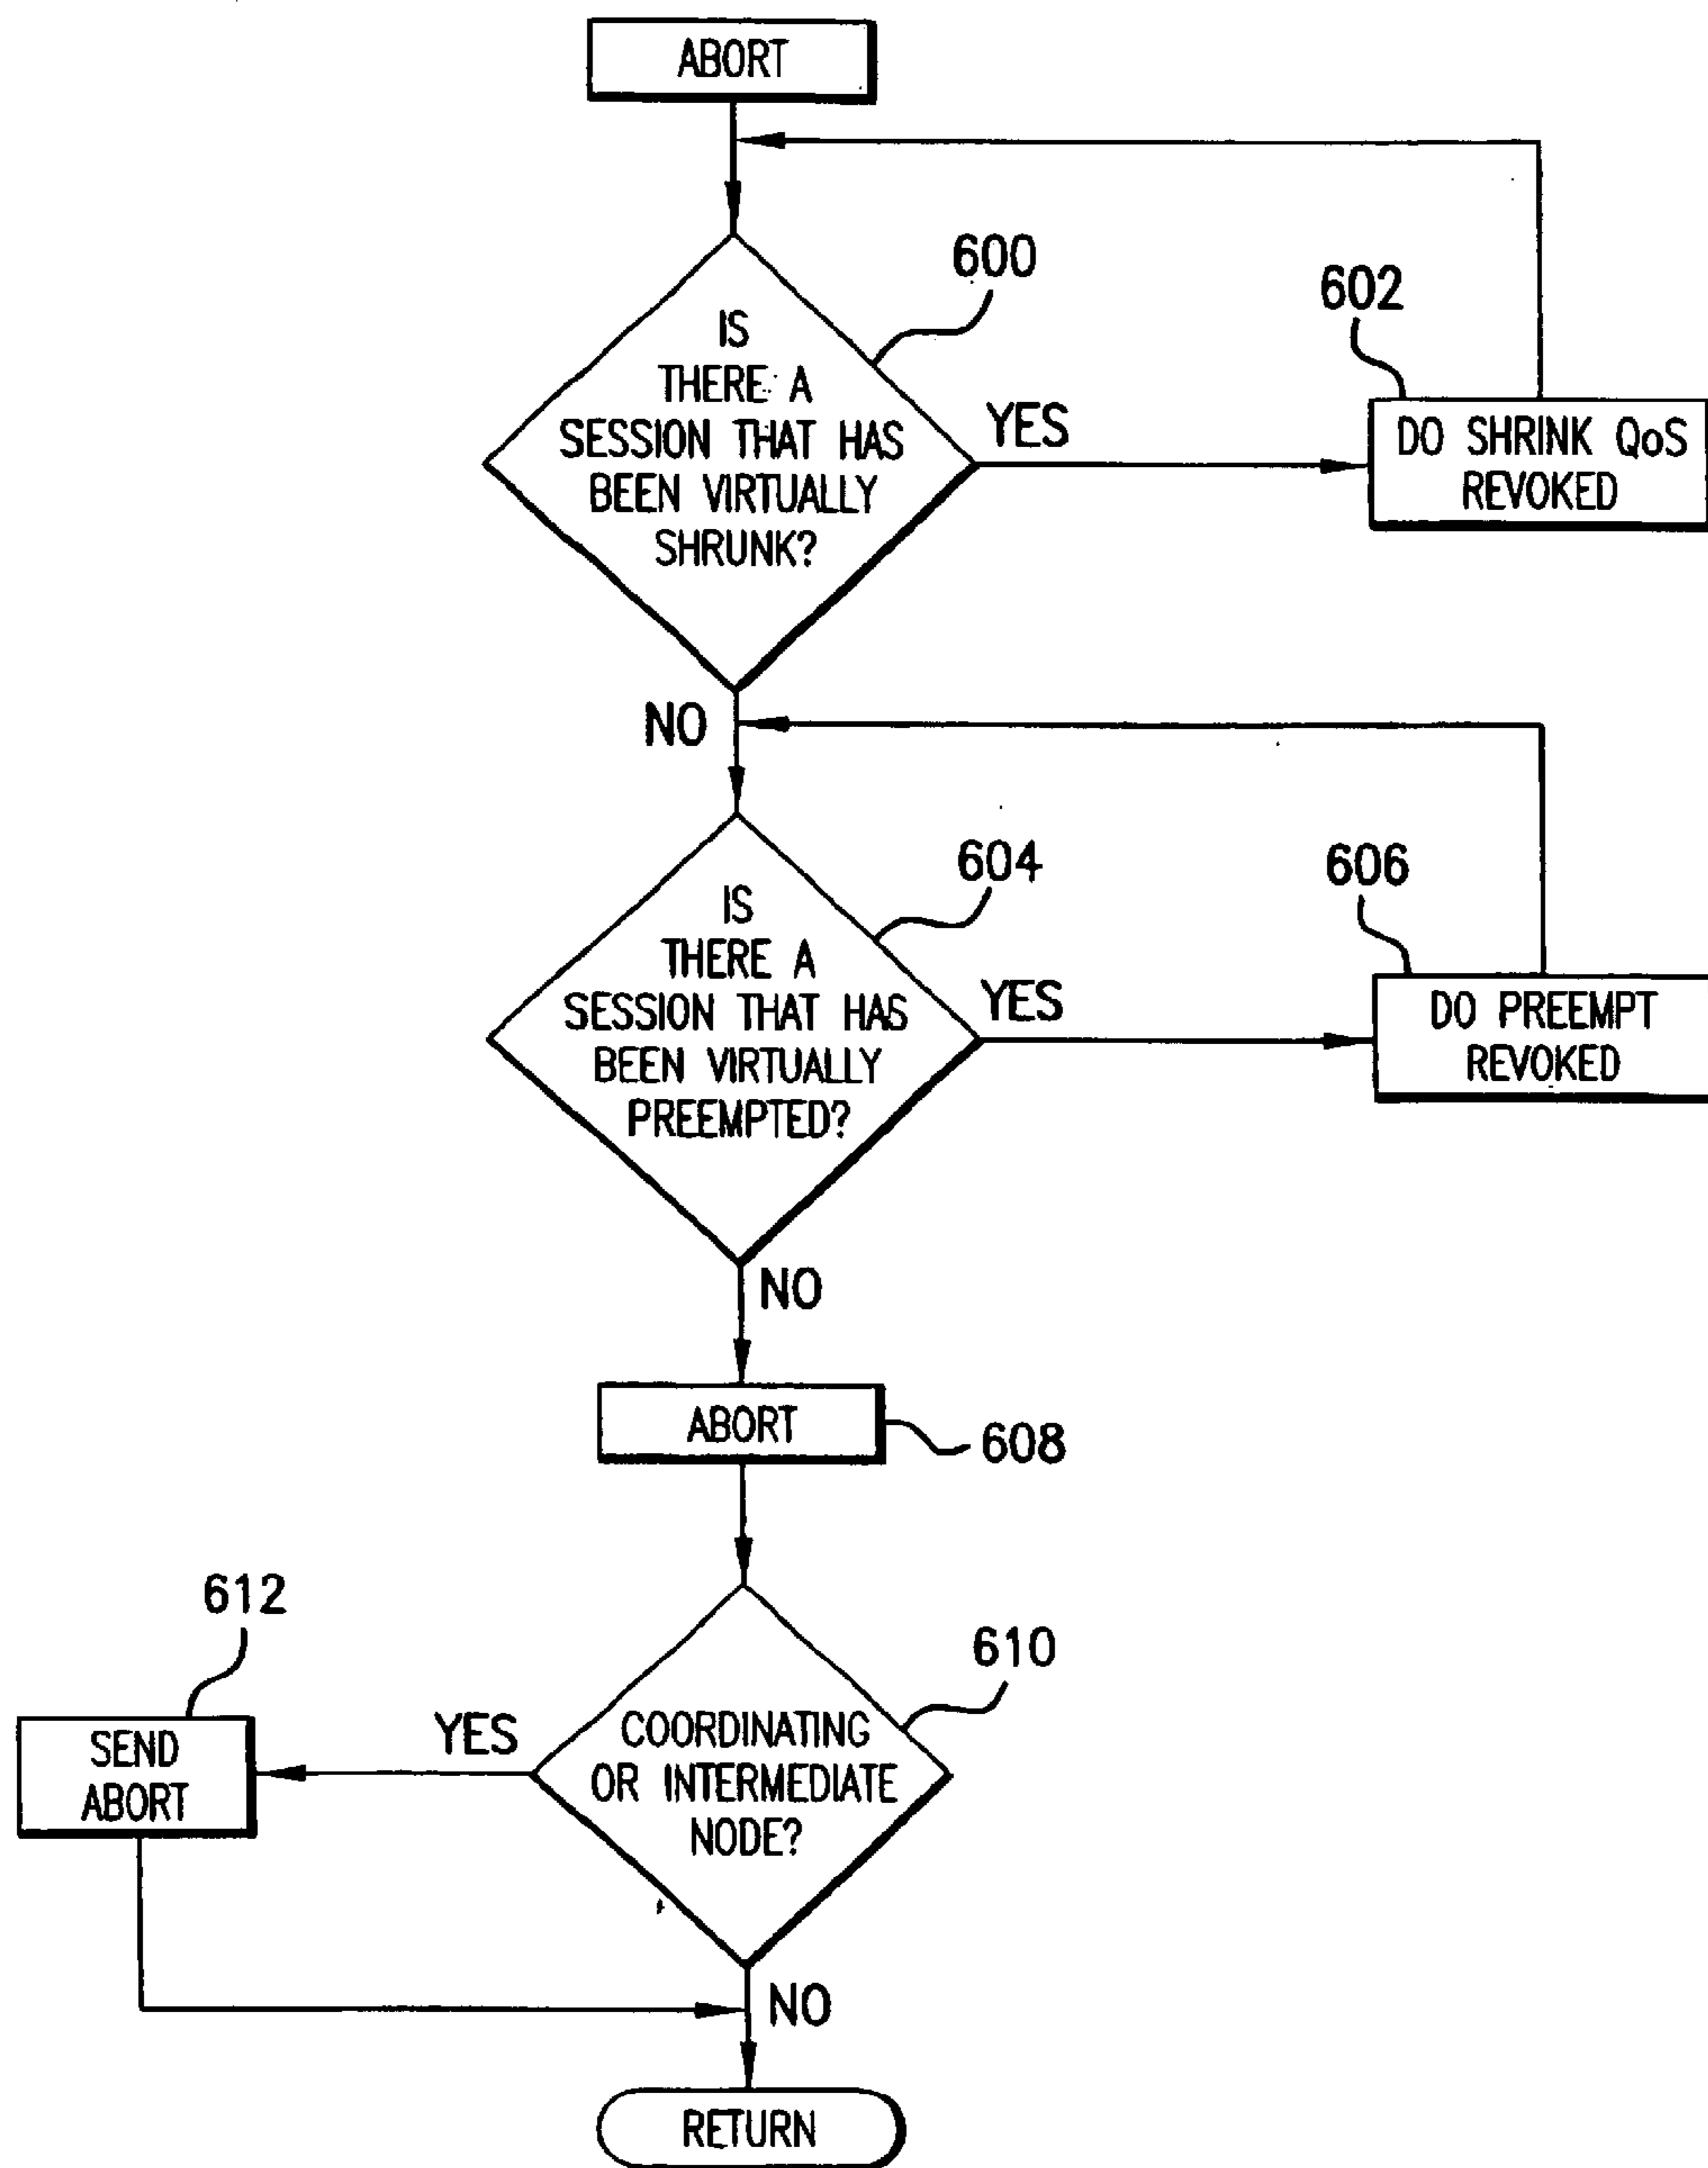 ABORT
600
602
IS
THERE A
SESSION THAT HAS
BEEN VIRTUALLY
SHRUNK?
YES
DO SHRINK QoS
REVOKED
NO
604
606
IS
THERE A
SESSION THAT HAS
BEEN VIRTUALLY
PREEMPTED?
YES
DO PREEMPT
REVOKED
NO
ABORT
608
612
610
SEND
ABORT
YES
COORDINATING
OR INTERMEDIATE
NODE?
NO
RETURN